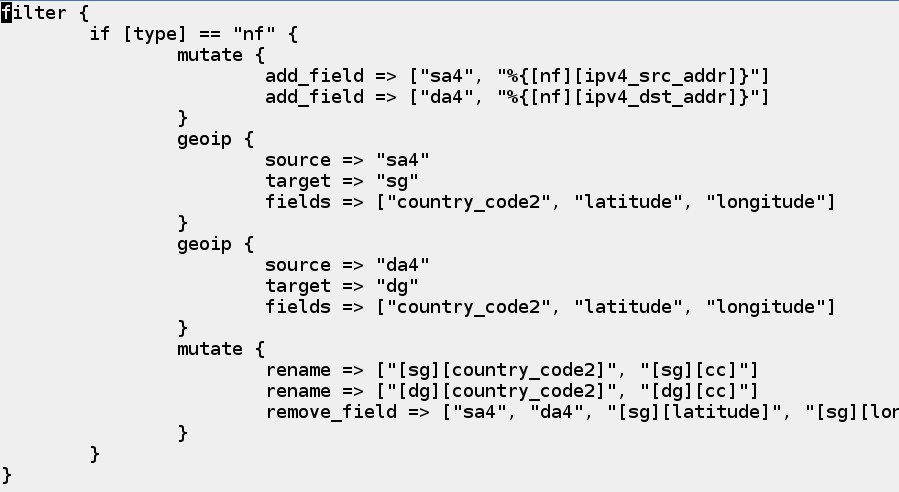 filter {
        if [type] == "nf" {
                mutate {
                        add_field => ["sa4", "%{[nf][ipv4_src_addr]}"]
                        add_field => ["da4", "%{[nf][ipv4_dst_addr]}"]
                }
                geoip {
                        source => "sa4"
                        target => "sg"
                        fields => ["country_code2", "latitude", "longitude"]
                }
                geoip {
                        source => "da4"
                        target => "dg"
                        fields => ["country_code2", "latitude", "longitude"]
                }
                mutate {
                        rename => ["[sg][country_code2]", "[sg][cc]"]
                        rename => ["[dg][country_code2]", "[dg][cc]"]
                        remove_field => ["sa4", "da4", "[sg][latitude]", "[sg][lon
                }
        }
}